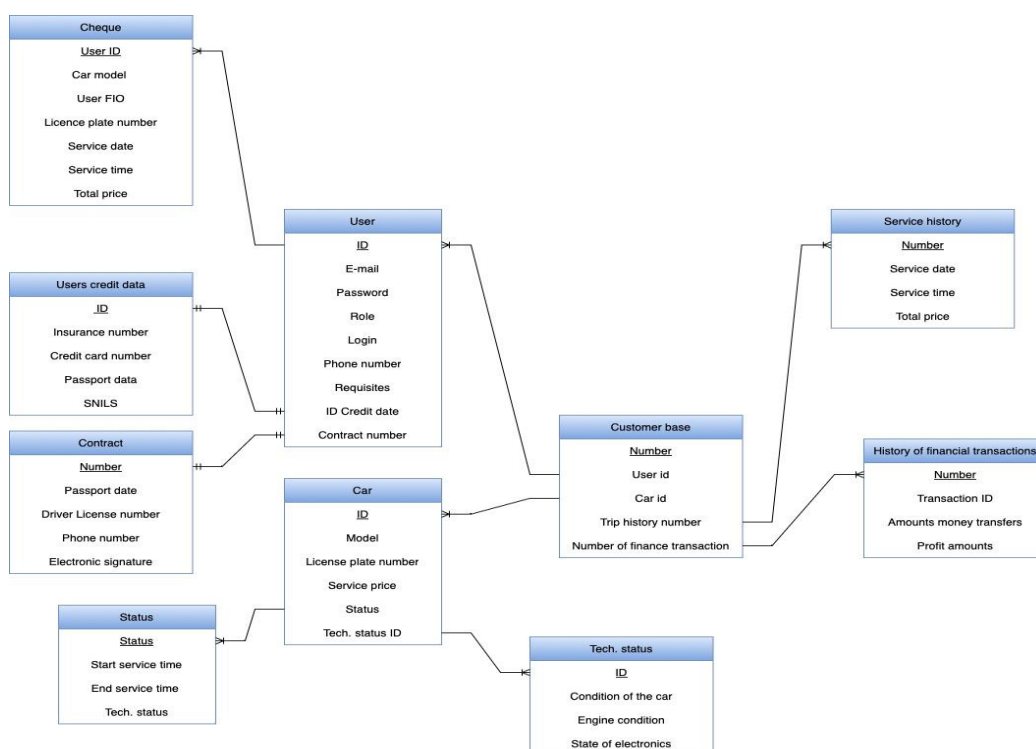 Cheque
User ID
Car model
User FIO
Licence plate number
Service date
Service time
Total price
Users credit data
ID
Insurance number
Credit card number
Passport data
SNILS
Contract
Number
Passport date
Driver License number
Phone number
Electronic signature
Status
Status
Start service time
End service time
Tech. status
User
ID
E-mail
Password
Role
Login
Phone number
Requisites
ID Credit date
Contract number
Car
ID
Model
License plate number
Service price
Status
Tech. status ID
Customer base
Number
User id
Car id
Trip history number
Number of finance transaction
Tech. status
ID
Condition of the car
Engine condition
State of electronics
Service history
Number
Service date
Service time
Total price
History of financial transactions
Number
Transaction ID
Amounts money transfers
Profit amounts